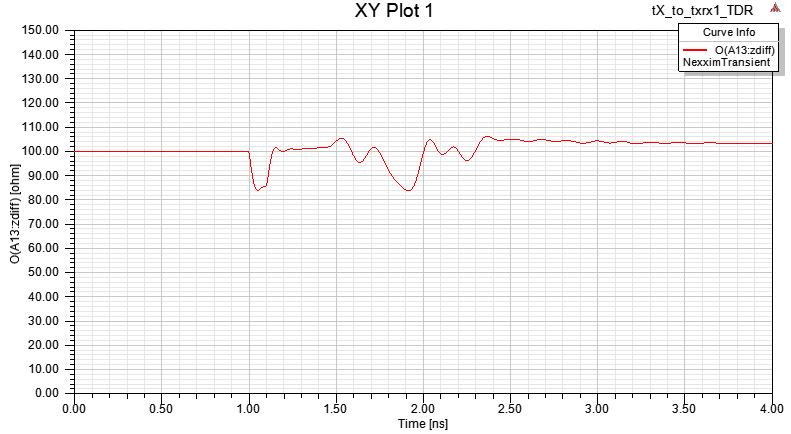 XY Plot 1
tX_to_txrx1_TDR
Curve Info
O(A13:zdiff)
NexximTransient
150.00
140.00
130.00
120.00
110.00
100.00
90.00
80.00
70.00
60.00
50.00
40.00
30.00
20.00
10.00
0.00
O(A13:zdiff) [ohm]
0.00 0.50 1.00 1.50 2.00 2.50 3.00 3.50 4.00
Time [ns]